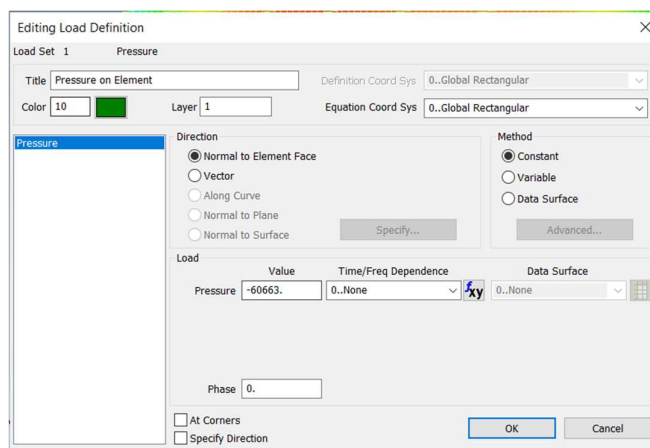 Editing Load Definition
Load Set 1 Pressure
Title Pressure on Element Definition Coord Sys 0..Global Rectangular
Color 10 Layer 1 Equation Coord Sys 0..Global Rectangular
Pressure
Direction
Normal to Element Face
Vector
Along Curve
Normal to Plane
Normal to Surface
Specify...
Method
Constant
Variable
Data Surface
Advanced...
Load
Value Time/Freq Dependence Data Surface
Pressure -60663. 0..None fxy 0..None
Phase 0.
At Corners
Specify Direction
OK Cancel